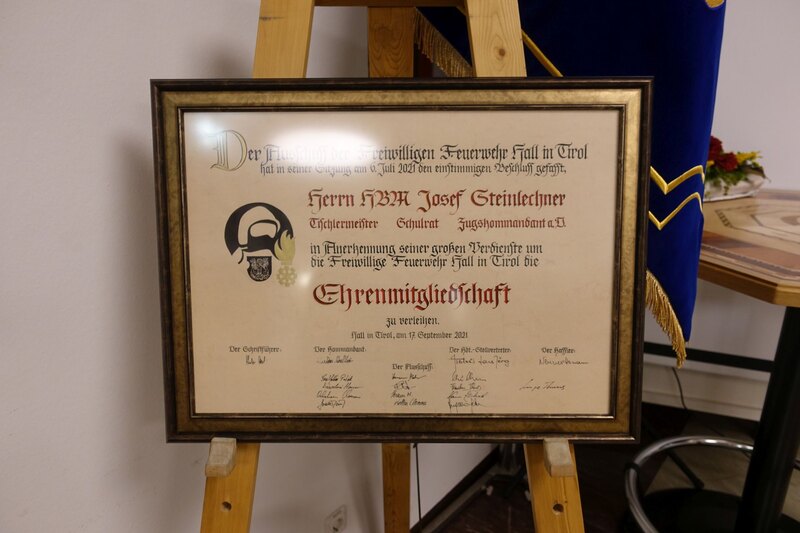 Der Ausschuß der Freiwilligen Feuerwehr Hall in Tirol
hat in seiner Sitzung am 6. Juli 2021 den einstimmigen Beschluß gefaßt,
Herrn HBM Josef Steinlechner
Tischlermeister Schulrat Zugskommandant a.D.
in Anerkennung seiner großen Verdienste um
die Freiwillige Feuerwehr Hall in Tirol die
Ehrenmitgliedschaft
zu verleihen.
Hall in Tirol, am 17. September 2021
Der Schriftführer: Der Kommandant: Der Kdt.-Stellvertreter: Der Kassier:
Der Ausschuß: